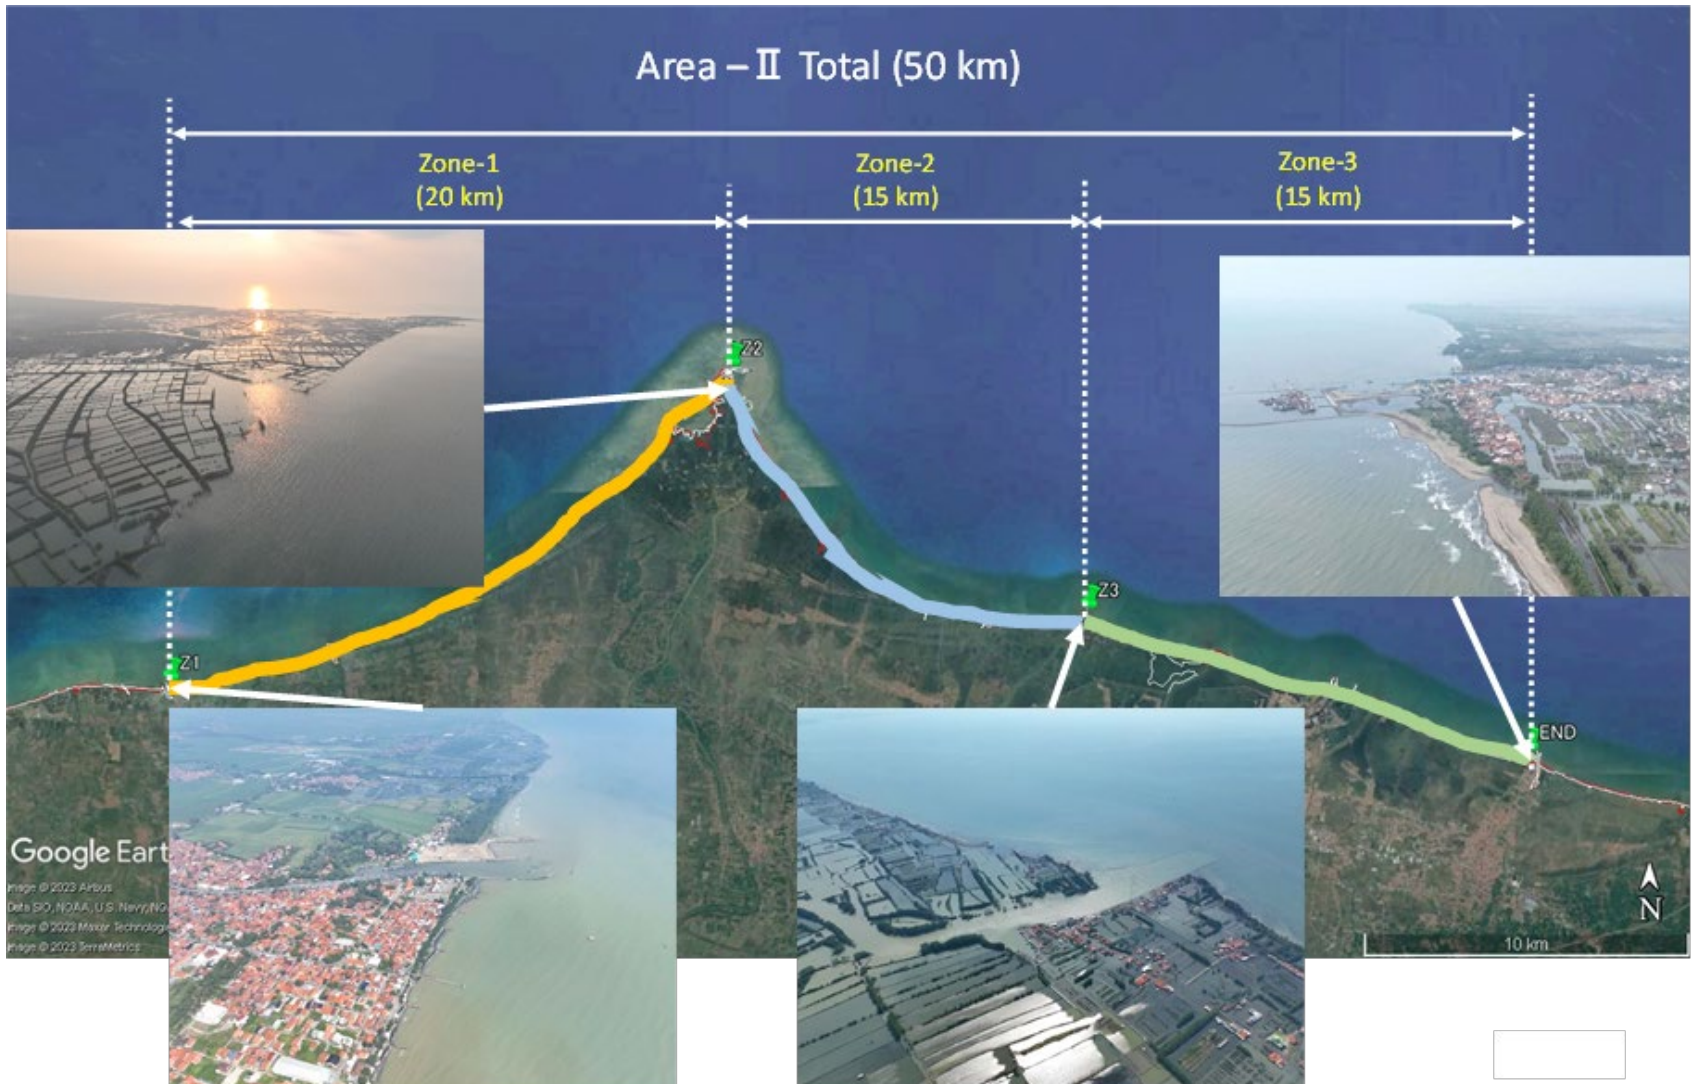 Area – II Total (50 km)
Zone-1
(20 km)
Zone-2
(15 km)
Zone-3
(15 km)
Z2
Z3
Z1
END
Google Eart
Image © 2023 Airbus
Data SIO, NOAA, U.S. Navy, NG
Image © 2023 Maxar Technologi
Image © 2023 TerraMetrics
N
10 km